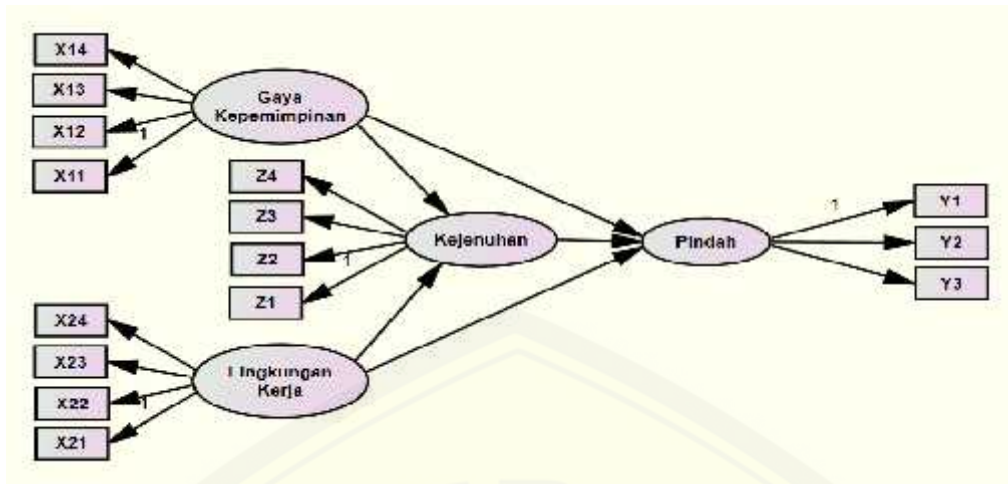 X14
X13
X12
X11
1
Gaya
Kepemimpinan
Z4
Z3
Z2
Z1
1
Kejenuhan
Pindah
1
Y1
Y2
Y3
X24
X23
X22
X21
1
Lingkungan
Kerja